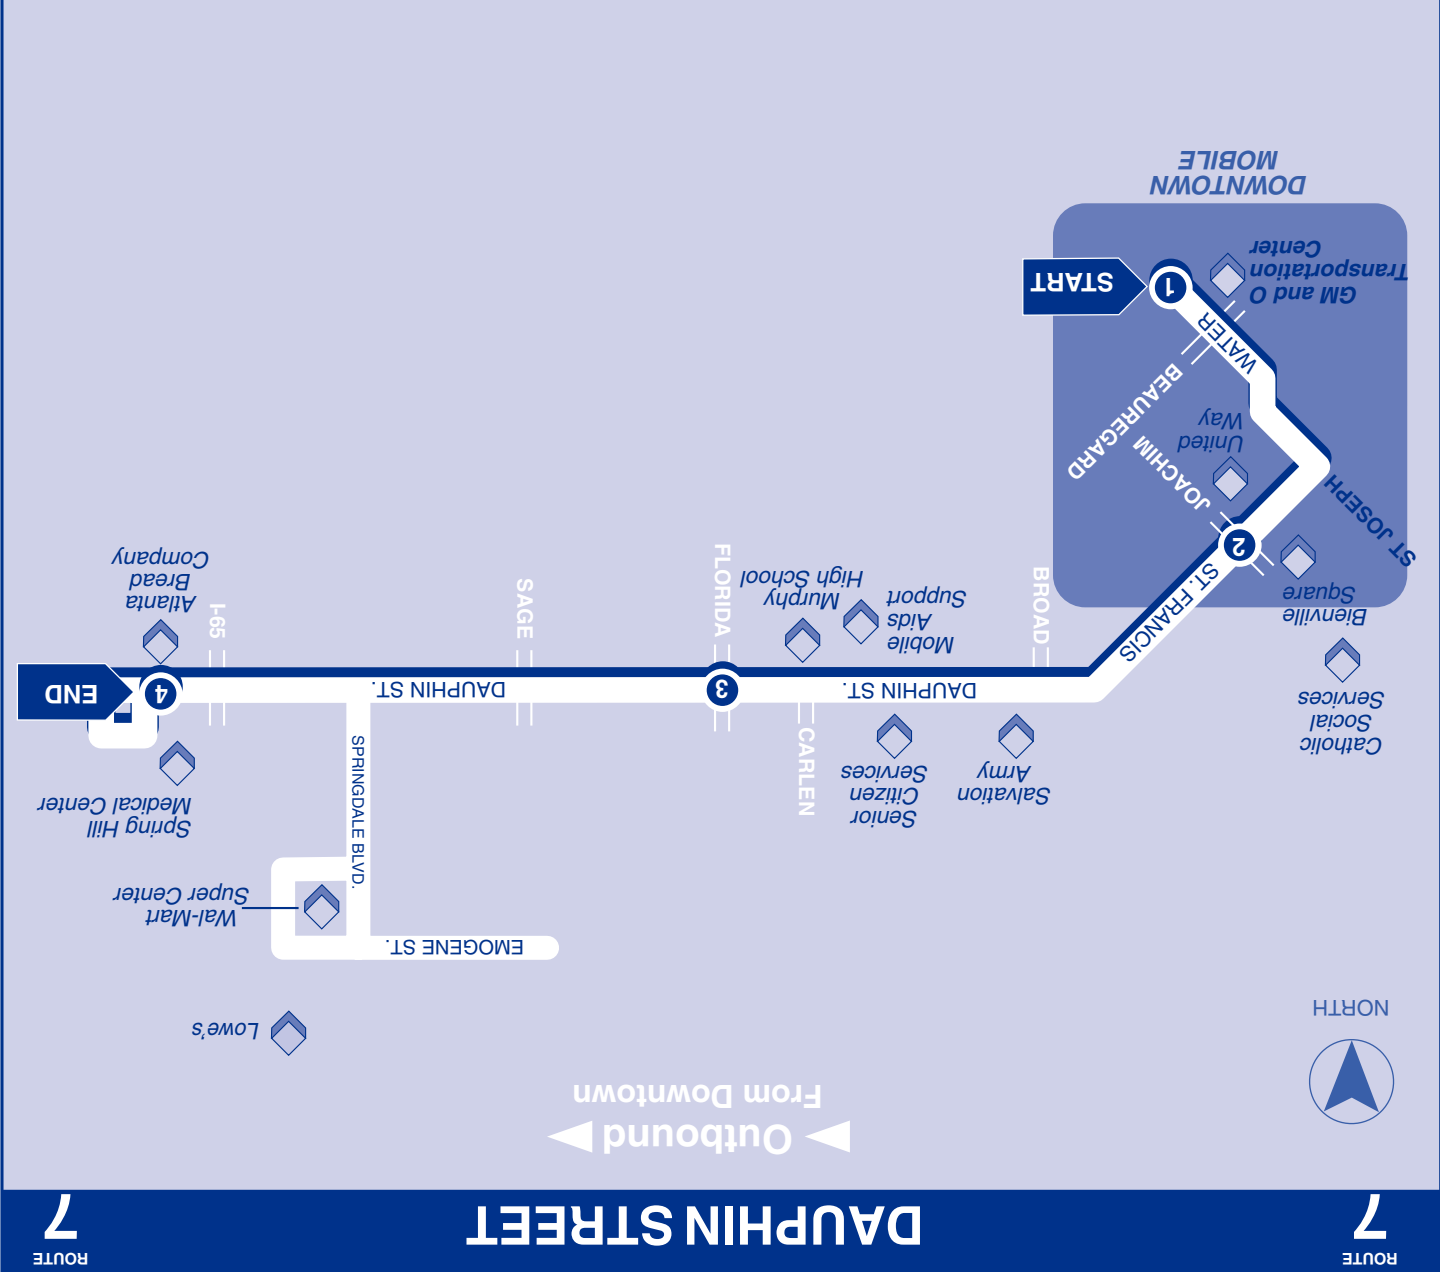 ROUTE
7
DAUPHIN STREET
ROUTE
7
Outbound
From Downtown
NORTH
Lowe's
EMOGENE ST.
Wal-Mart
Super Center
SPRINGDALE BLVD.
Spring Hill
Medical Center
Senior
Citizen
Services
Salvation
Army
CARLEN
Catholic
Social
Services
END
4
DAUPHIN ST.
3
DAUPHIN ST.
Mobile
Aids
Support
Murphy
High School
Atlanta
Bread
Company
I-65
SAGE
FLORIDA
BROAD
ST. FRANCIS
Bienville
Square
2
ST JOSEPH
JOACHIM
United
Way
BEAUREGARD
WATER
START
1
GM and O
Transportation
Center
DOWNTOWN
MOBILE